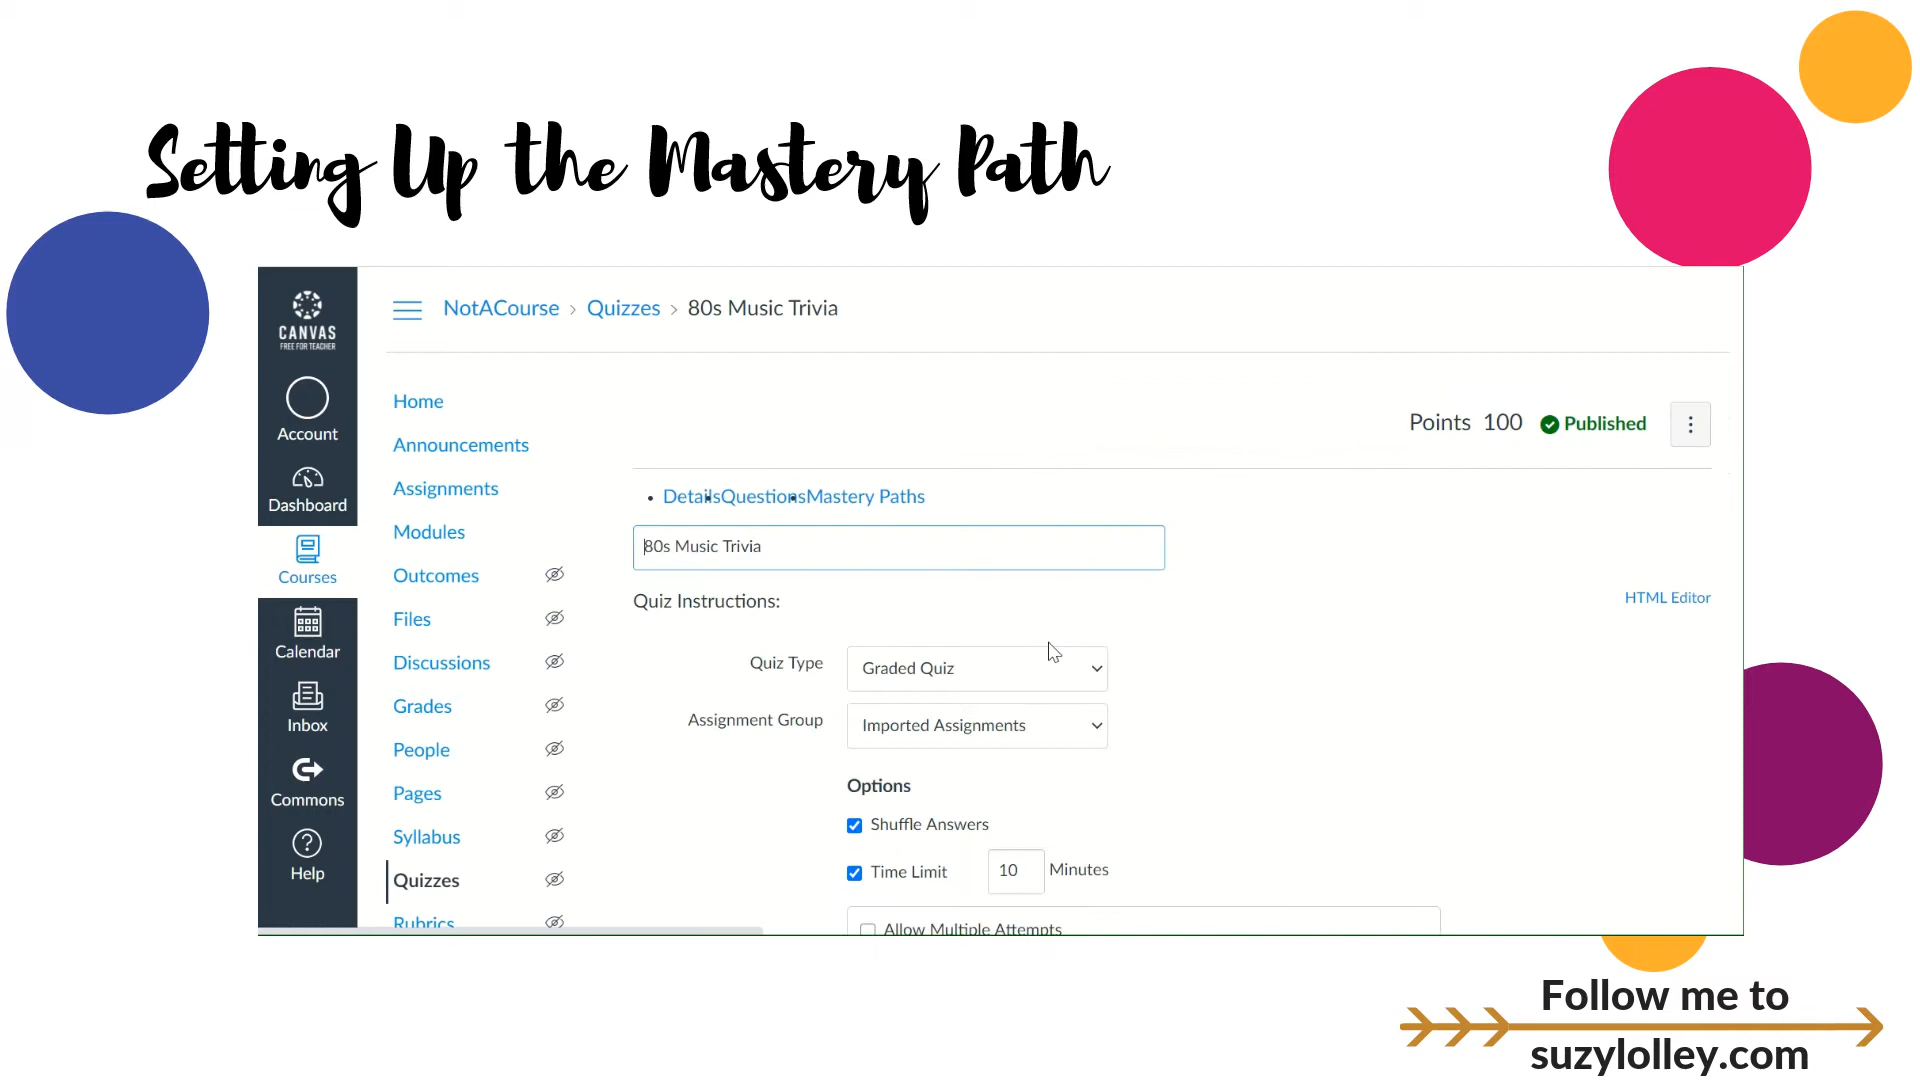 Setting Up the Mastery Path
CANVAS
FREE FOR TEACHER
Account
Dashboard
Courses
Calendar
Inbox
Commons
Help
NotACourse > Quizzes > 80s Music Trivia
Home
Announcements
Assignments
Modules
Outcomes
Files
Discussions
Grades
People
Pages
Syllabus
Quizzes
Rubrics
Points 100 Published
Details Questions Mastery Paths
80s Music Trivia
Quiz Instructions:
HTML Editor
Quiz Type Graded Quiz
Assignment Group Imported Assignments
Options
Shuffle Answers
Time Limit 10 Minutes
Allow Multiple Attempts
Follow me to
suzylolley.com